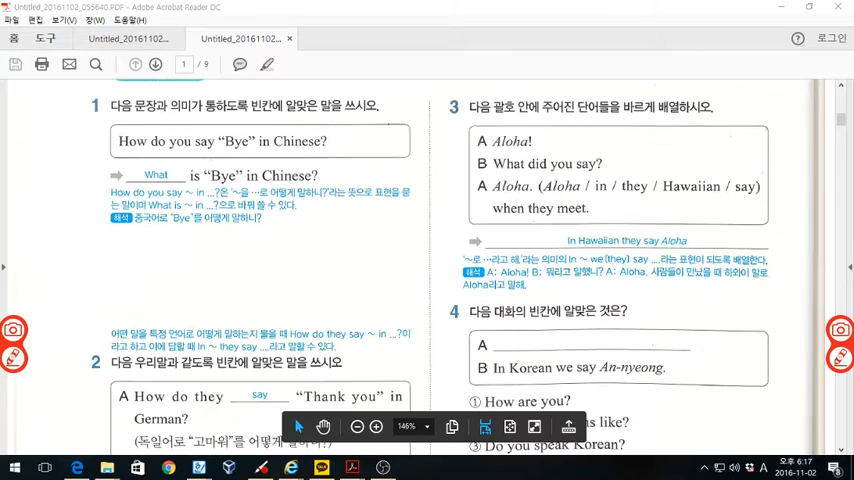 Untitled_20161102_055640.PDF - Adobe Acrobat Reader DC
파일 편집 보기(V) 창(W) 도움말(H)
홈 도구 Untitled_20161102... Untitled_20161102... × 로그인
1 / 9
1 다음 문장과 의미가 통하도록 빈칸에 알맞은 말을 쓰시오.
How do you say “Bye” in Chinese?
What is “Bye” in Chinese?
How do you say ~ in ...?은 ‘~을 …로 어떻게 말하니?’라는 뜻으로 표현을 묻
는 말이며 What is ~ in ...?으로 바꿔 쓸 수 있다.
해석 중국어로 “Bye”를 어떻게 말하니?
어떤 말을 특정 언어로 어떻게 말하는지 물을 때 How do they say ~ in ...?이
라고 하고 이에 답할 때 In ~ they say ....라고 말할 수 있다.
2 다음 우리말과 같도록 빈칸에 알맞은 말을 쓰시오
A How do they say “Thank you” in
German?
(독일어로 “고마워”를 어떻게
3 다음 괄호 안에 주어진 단어들을 바르게 배열하시오.
A Aloha!
B What did you say?
A Aloha. (Aloha / in / they / Hawaiian / say)
when they meet.
In Hawaiian they say Aloha
‘~로 …라고 해.’라는 의미의 In ~ we(they) say ....라는 표현이 되도록 배열한다.
해석 A: Aloha! B: 뭐라고 말했니? A: Aloha, 사람들이 만났을 때 하와이 말로
Aloha라고 말해.
4 다음 대화의 빈칸에 알맞은 것은?
A
B In Korean we say An-nyeong.
① How are you?
ns like?
③ Do you speak Korean?
146%
A 오후 6:17
2016-11-02